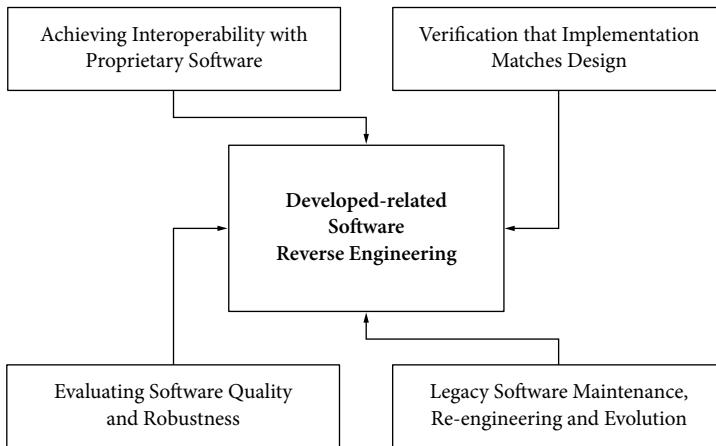 Achieving Interoperability with
Proprietary Software
Verification that Implementation
Matches Design
Developed-related
Software
Reverse Engineering
Evaluating Software Quality
and Robustness
Legacy Software Maintenance,
Re-engineering and Evolution